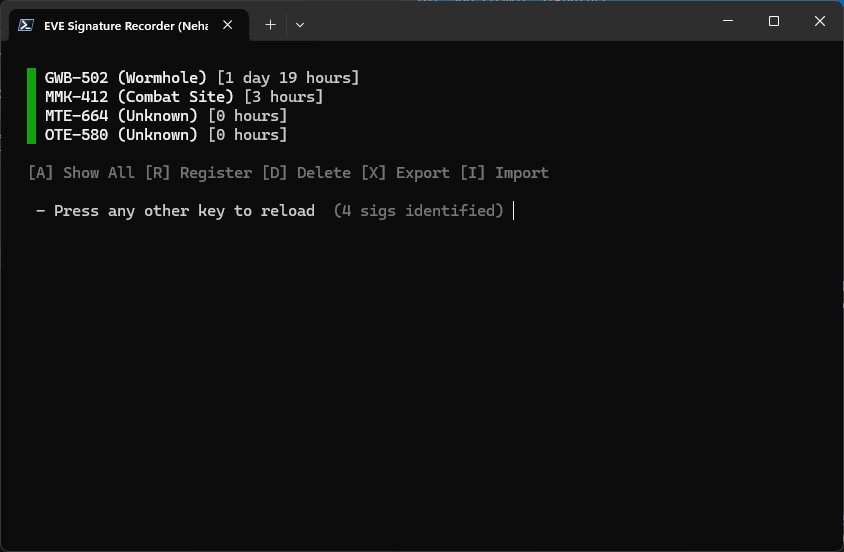 EVE Signature Recorder (Neha
GWB-502 (Wormhole) [1 day 19 hours]
MMK-412 (Combat Site) [3 hours]
MTE-664 (Unknown) [0 hours]
OTE-580 (Unknown) [0 hours]
[A] Show All [R] Register [D] Delete [X] Export [I] Import
- Press any other key to reload (4 sigs identified)